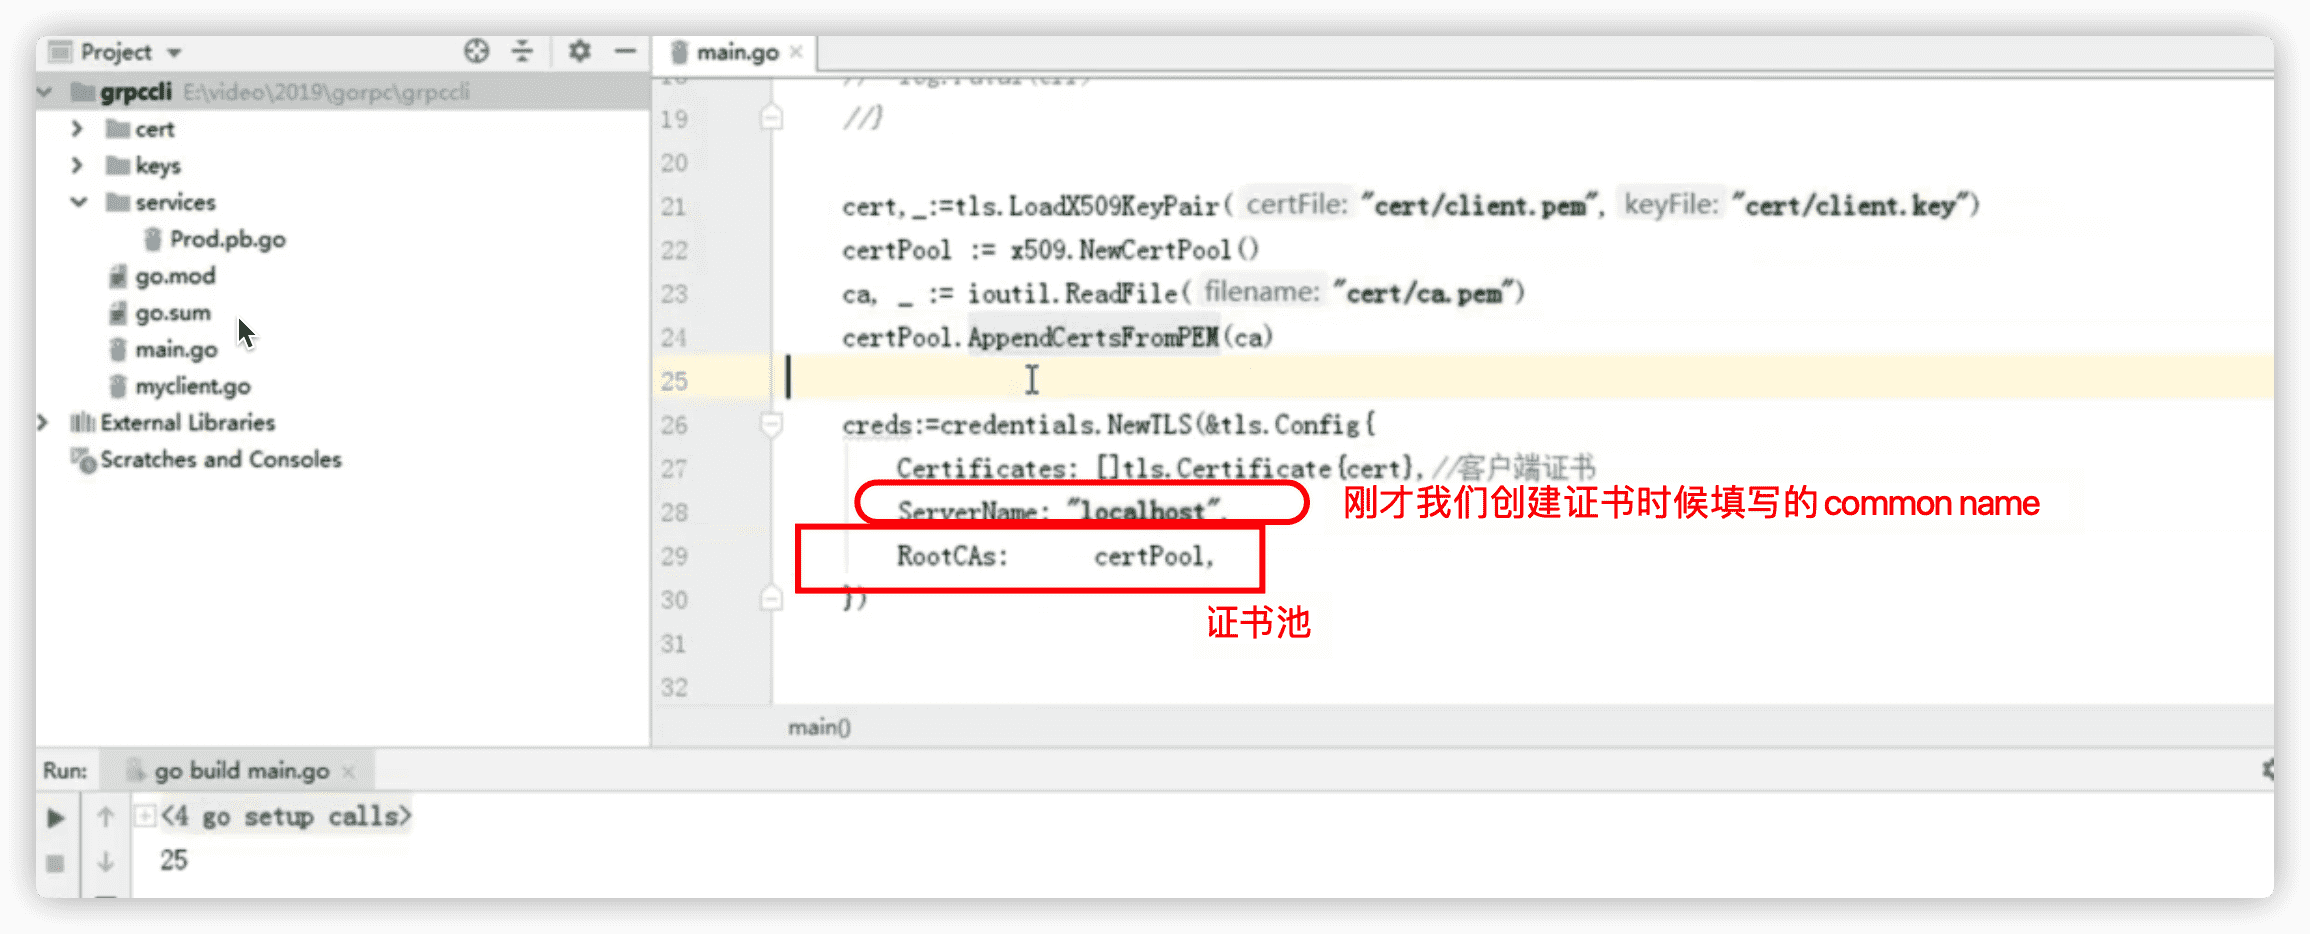 Project
grpccli E:\video\2019\gorpc\grpccli
cert
keys
services
Prod.pb.go
go.mod
go.sum
main.go
myclient.go
External Libraries
Scratches and Consoles
main.go
19 //}
20
21 cert,_:=tls.LoadX509KeyPair( certFile: "cert/client.pem", keyFile: "cert/client.key")
22 certPool := x509.NewCertPool()
23 ca, _ := ioutil.ReadFile( filename: "cert/ca.pem")
24 certPool.AppendCertsFromPEM(ca)
25
26 creds:=credentials.NewTLS(&tls.Config{
27 Certificates: []tls.Certificate{cert},//客户端证书
28 ServerName: "localhost",
刚才我们创建证书时候填写的common name
29 RootCAs: certPool,
30 })
证书池
31
32
main()
Run: go build main.go
<4 go setup calls>
25